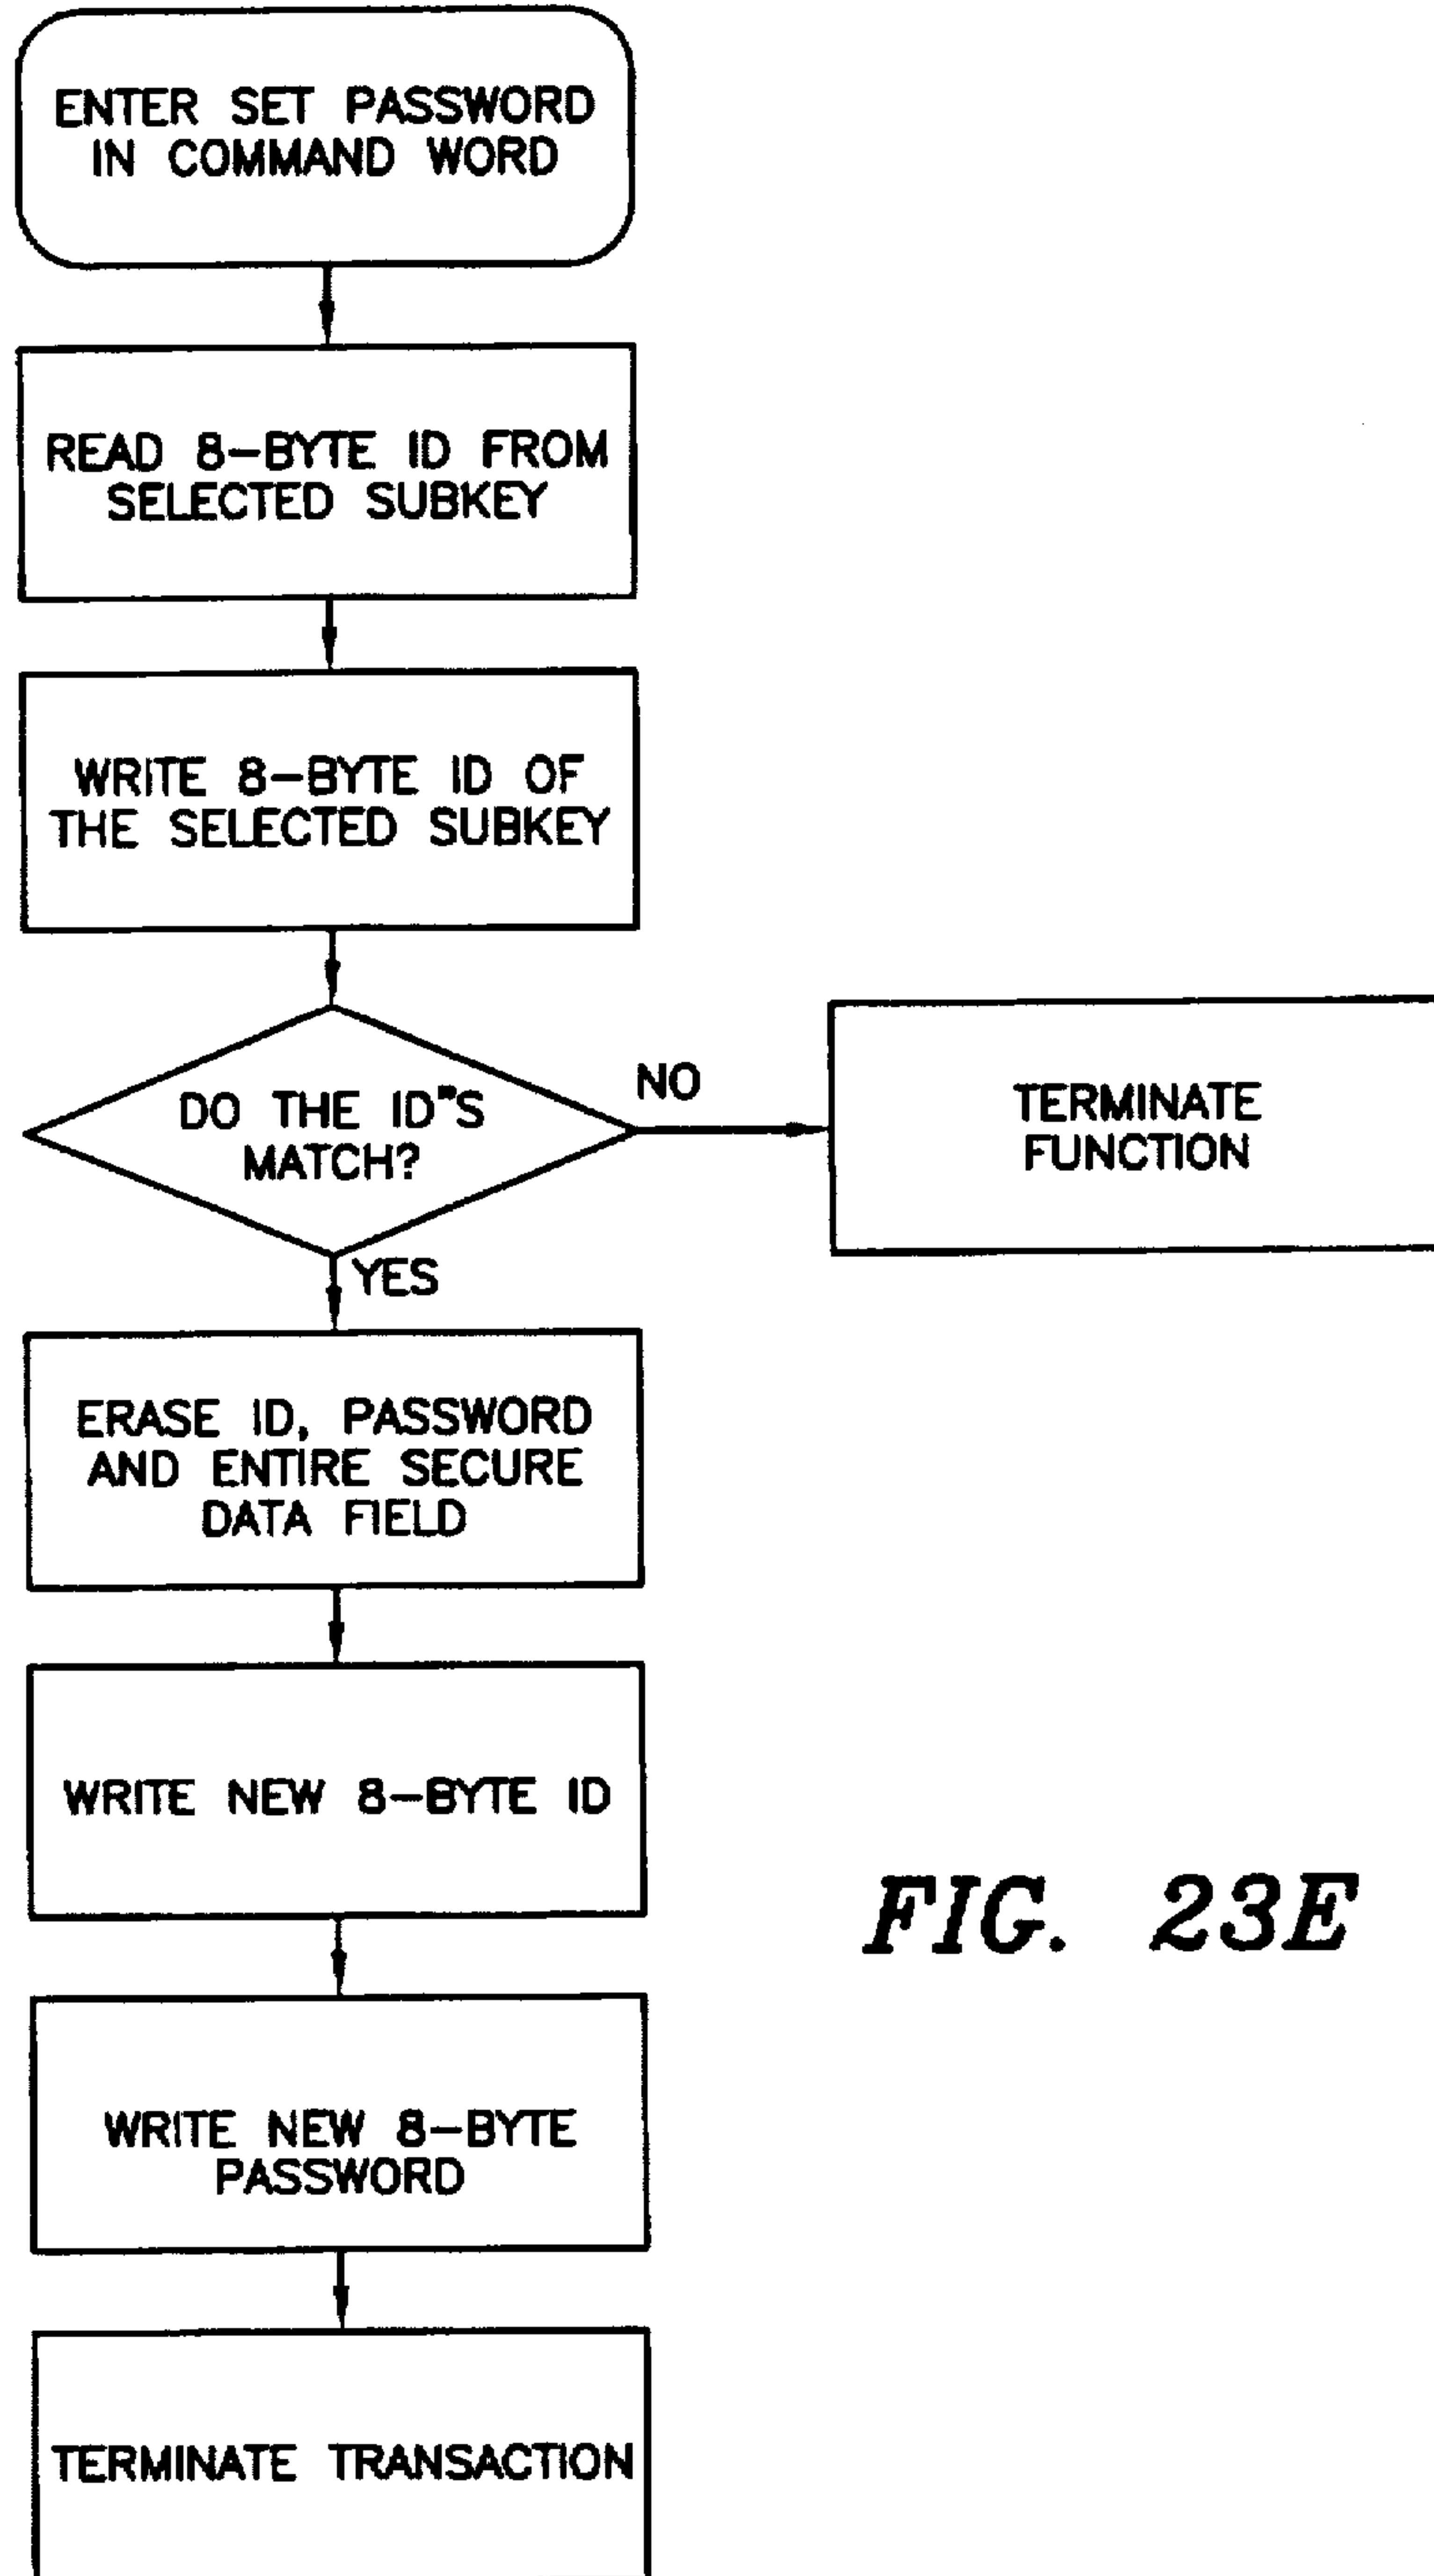 ENTER SET PASSWORD
IN COMMAND WORD
READ 8-BYTE ID FROM
SELECTED SUBKEY
WRITE 8-BYTE ID OF
THE SELECTED SUBKEY
DO THE ID"S
MATCH?
NO
TERMINATE
FUNCTION
YES
ERASE ID, PASSWORD
AND ENTIRE SECURE
DATA FIELD
WRITE NEW 8-BYTE ID
FIG. 23E
WRITE NEW 8-BYTE
PASSWORD
TERMINATE TRANSACTION